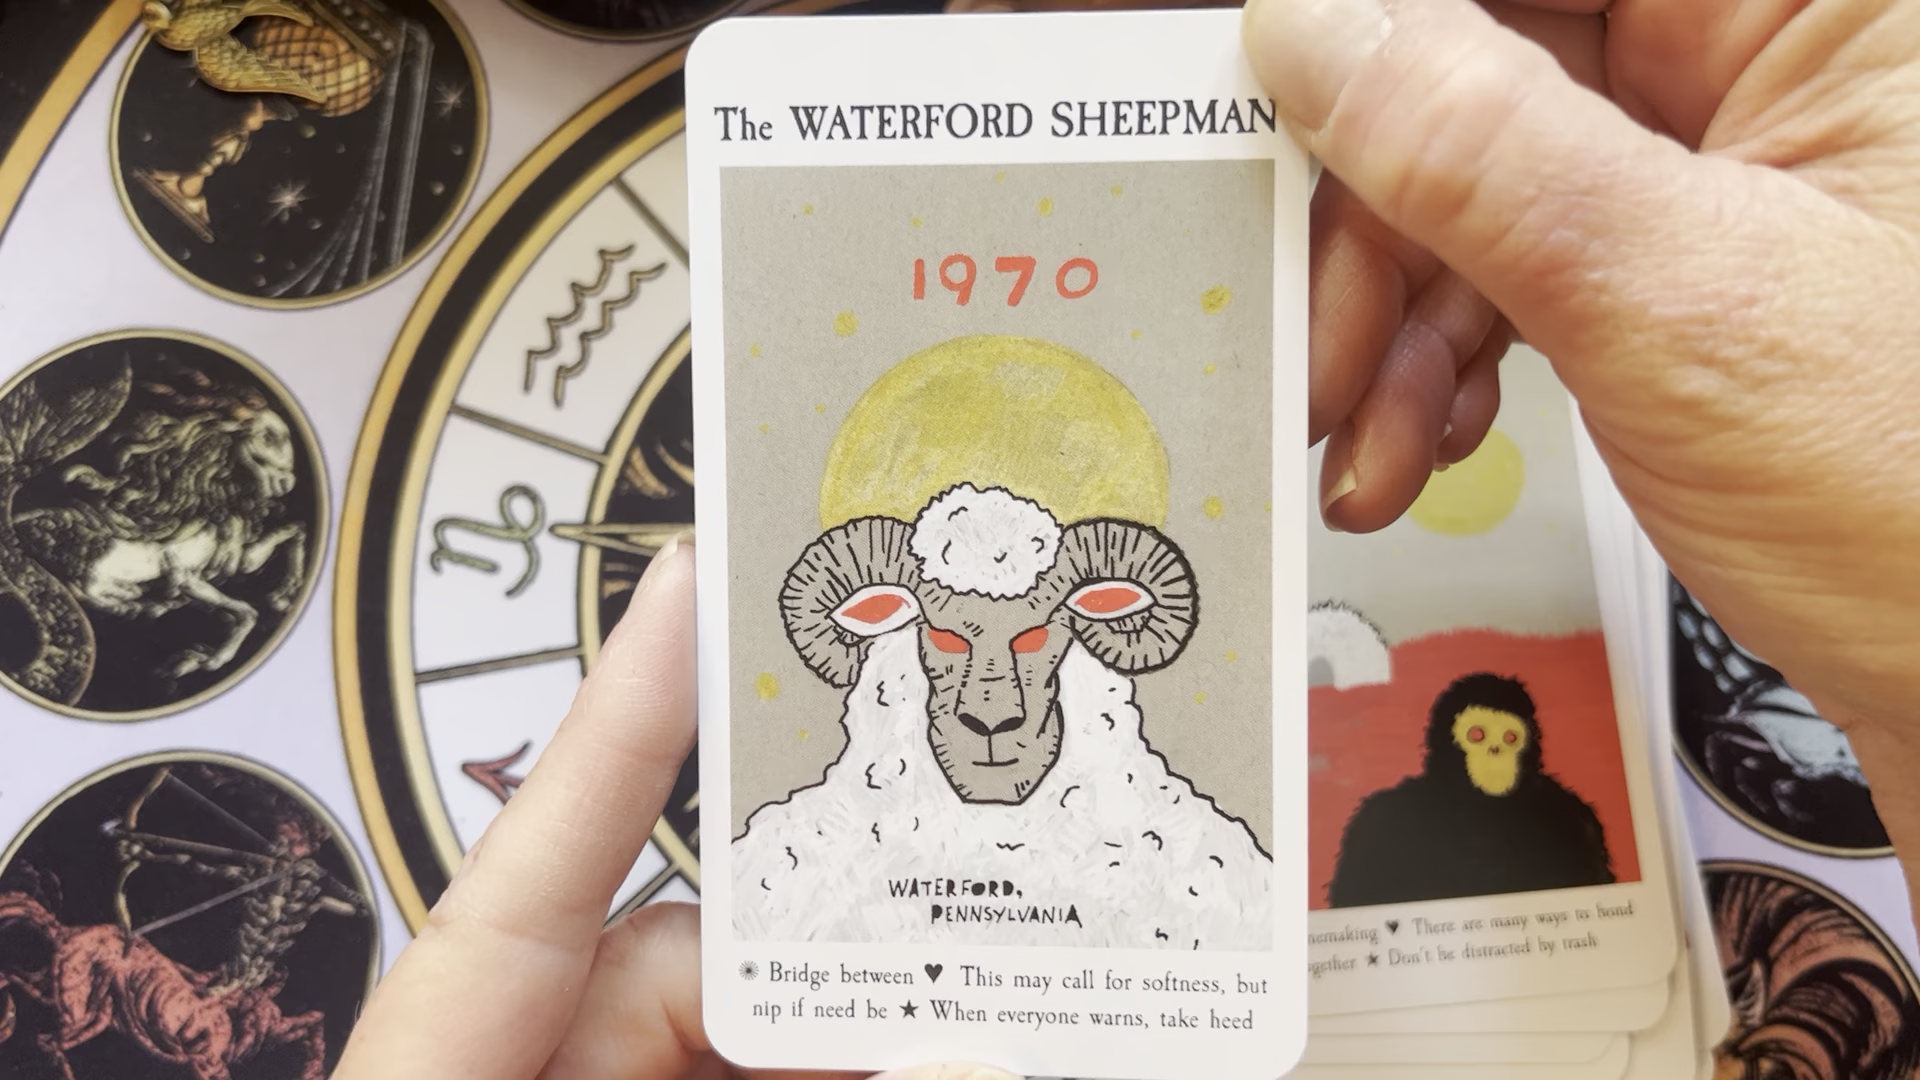 The WATERFORD SHEEPMAN
1970
WATERFORD,
PENNSYLVANIA
Bridge between ♥ This may call for softness, but
nip if need be ★ When everyone warns, take heed
♥ There are many ways to bond
★ Don't be distracted by trash